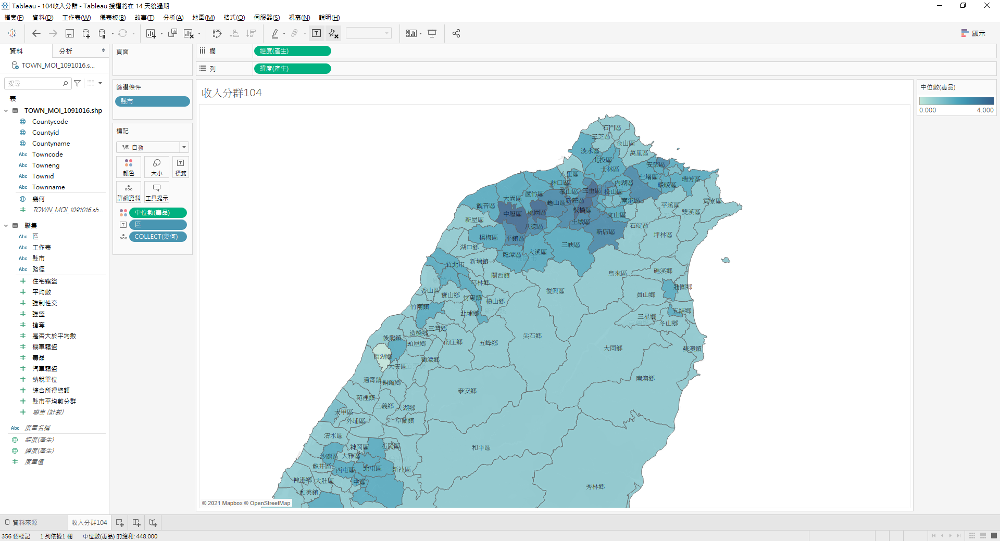 Tableau - 104收入分群 - Tableau 授權將在 14 天後過期
檔案(F) 資料(D) 工作表(W) 儀表板(B) 故事(T) 分析(A) 地圖(M) 格式(O) 伺服器(S) 視窗(N) 說明(H)
顯示
資料 分析
TOWN_MOI_1091016.s...
搜尋
表
TOWN_MOI_1091016.shp
Countycode
Countyid
Countyname
Abc Towncode
Abc Towneng
Abc Townid
Abc Townname
幾何
TOWN_MOI_1091016.sh...
聯集
Abc 區
Abc 工作表
Abc 縣市
Abc 路徑
住宅竊盜
平均數
強制性交
強盜
搶奪
是否大於平均數
機車竊盜
毒品
汽車竊盜
納稅單位
綜合所得總額
縣市平均數分群
聯集 (計數)
Abc 度量名稱
經度(產生)
緯度(產生)
度量值
頁面
篩選條件
縣市
標記
自動
顏色 大小 標籤
詳細資料 工具提示
中位數(毒品)
區
COLLECT(幾何)
欄 經度(產生)
列 緯度(產生)
收入分群104
石門區
三芝區
金山區
淡水區 萬里區
北投區
安樂區
士林區
八里區
七堵區 瑞芳區
林口區 內湖區 暖暖區
蘆竹區 泰山區 三重區 松山區
大園區 龜山區 新莊區 南港區 貢寮區
觀音區 平溪區
中壢區 桃園區 板橋區 雙溪區
文山區
新屋區 土城區
八德區 石碇區
新店區
楊梅區 平鎮區 坪林區
三峽區
湖口鄉 龍潭區 大溪區
竹北市 新埔鎮
關西鎮 烏來區 礁溪鄉
芎林鄉
香山區 復興區 壯圍鄉
寶山鄉 竹東鎮 橫山鄉 員山鄉
竹南鎮 北埔鄉 五結鄉
三星鄉
三灣鄉 冬山鄉
造橋鄉
後龍鎮 尖石鄉
頭屋鄉 南庄鄉 五峰鄉
大同鄉 蘇澳鎮
西湖鄉 獅潭鄉
大安區
通霄鎮 銅鑼鄉 南澳鄉
泰安鄉
苑裡鎮
三義鄉 大湖鄉
大甲區
外埔區 卓蘭鎮
清水區
神岡區 石岡區 和平區
沙鹿區 大雅區
龍井區 西屯區 北屯區 新社區
伸港鄉 大肚區 中區
和美鎮 秀林鄉
© 2021 Mapbox © OpenStreetMap
中位數(毒品)
0.000 4.000
資料來源 收入分群104
356 個標記 1 列依據1 欄 中位數(毒品) 的總和: 448.000